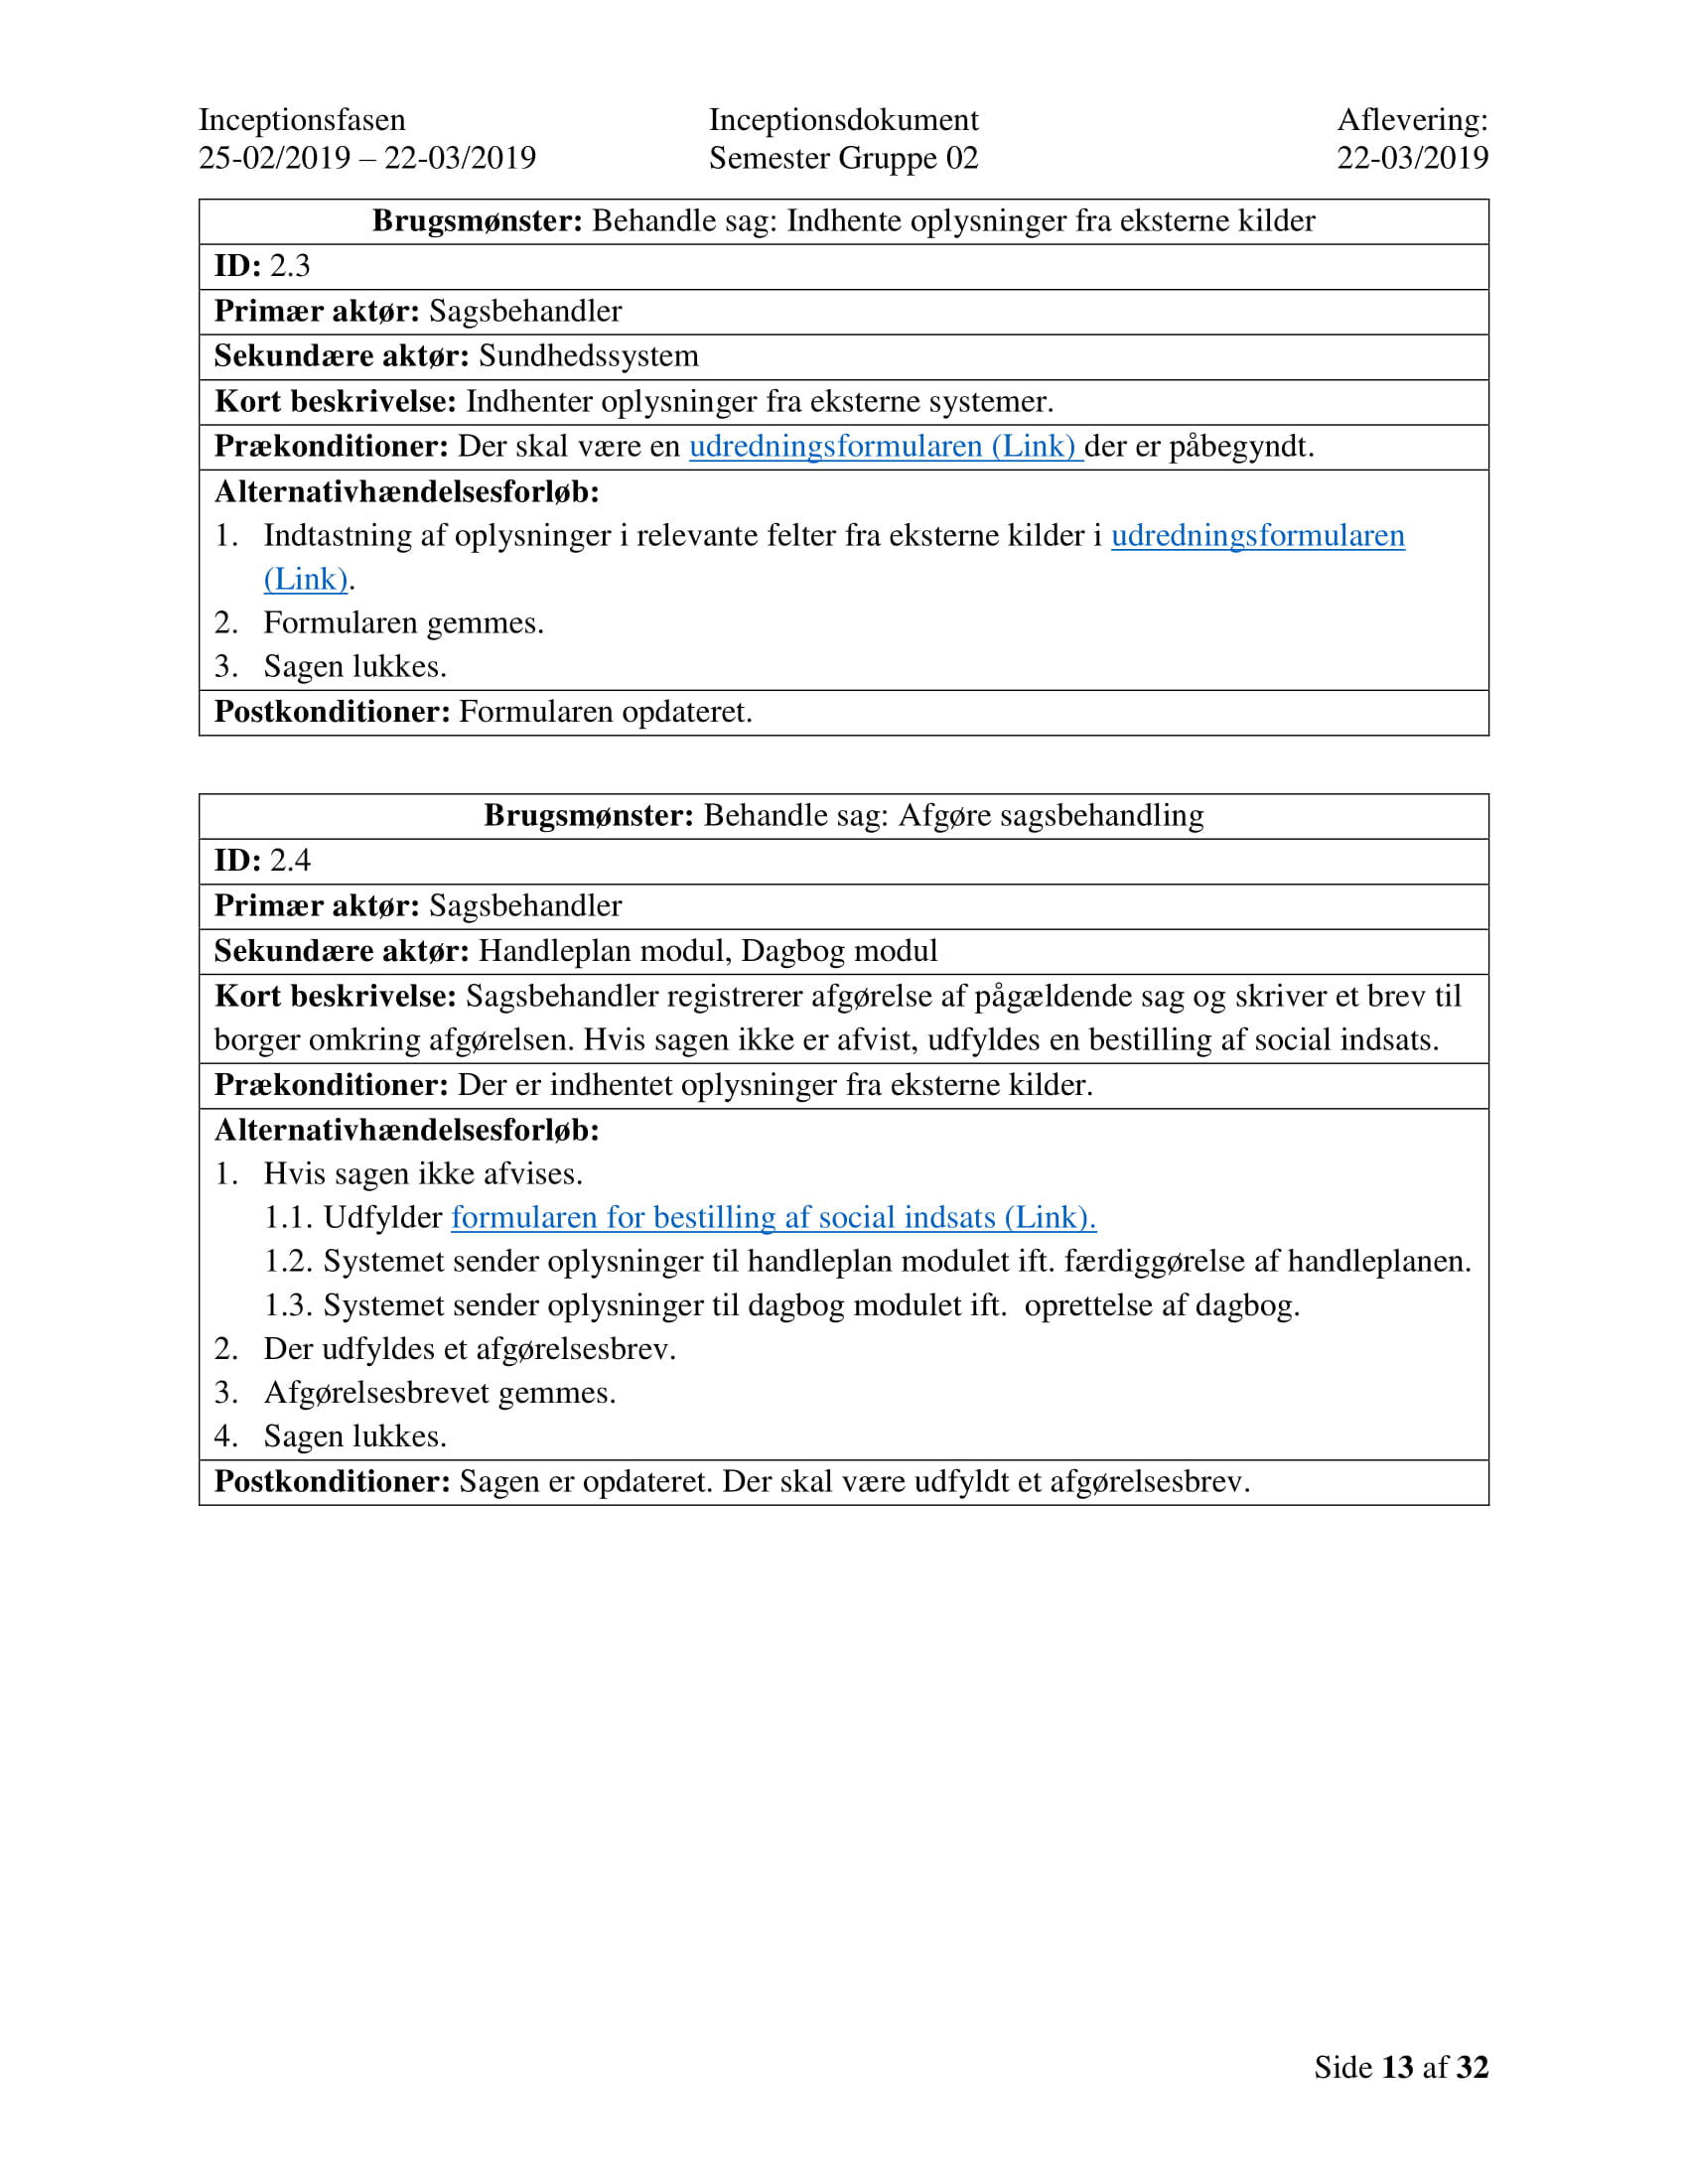 Inceptionsfasen Inceptionsdokument Aflevering:
25-02/2019 – 22-03/2019 Semester Gruppe 02 22-03/2019
Brugsmønster: Behandle sag: Indhente oplysninger fra eksterne kilder
ID: 2.3
Primær aktør: Sagsbehandler
Sekundære aktør: Sundhedssystem
Kort beskrivelse: Indhenter oplysninger fra eksterne systemer.
Prækonditioner: Der skal være en udredningsformularen (Link) der er påbegyndt.
Alternativhændelsesforløb:
1. Indtastning af oplysninger i relevante felter fra eksterne kilder i udredningsformularen
(Link).
2. Formularen gemmes.
3. Sagen lukkes.
Postkonditioner: Formularen opdateret.
Brugsmønster: Behandle sag: Afgøre sagsbehandling
ID: 2.4
Primær aktør: Sagsbehandler
Sekundære aktør: Handleplan modul, Dagbog modul
Kort beskrivelse: Sagsbehandler registrerer afgørelse af pågældende sag og skriver et brev til
borger omkring afgørelsen. Hvis sagen ikke er afvist, udfyldes en bestilling af social indsats.
Prækonditioner: Der er indhentet oplysninger fra eksterne kilder.
Alternativhændelsesforløb:
1. Hvis sagen ikke afvises.
1.1. Udfylder formularen for bestilling af social indsats (Link).
1.2. Systemet sender oplysninger til handleplan modulet ift. færdiggørelse af handleplanen.
1.3. Systemet sender oplysninger til dagbog modulet ift.  oprettelse af dagbog.
2. Der udfyldes et afgørelsesbrev.
3. Afgørelsesbrevet gemmes.
4. Sagen lukkes.
Postkonditioner: Sagen er opdateret. Der skal være udfyldt et afgørelsesbrev.
Side 13 af 32